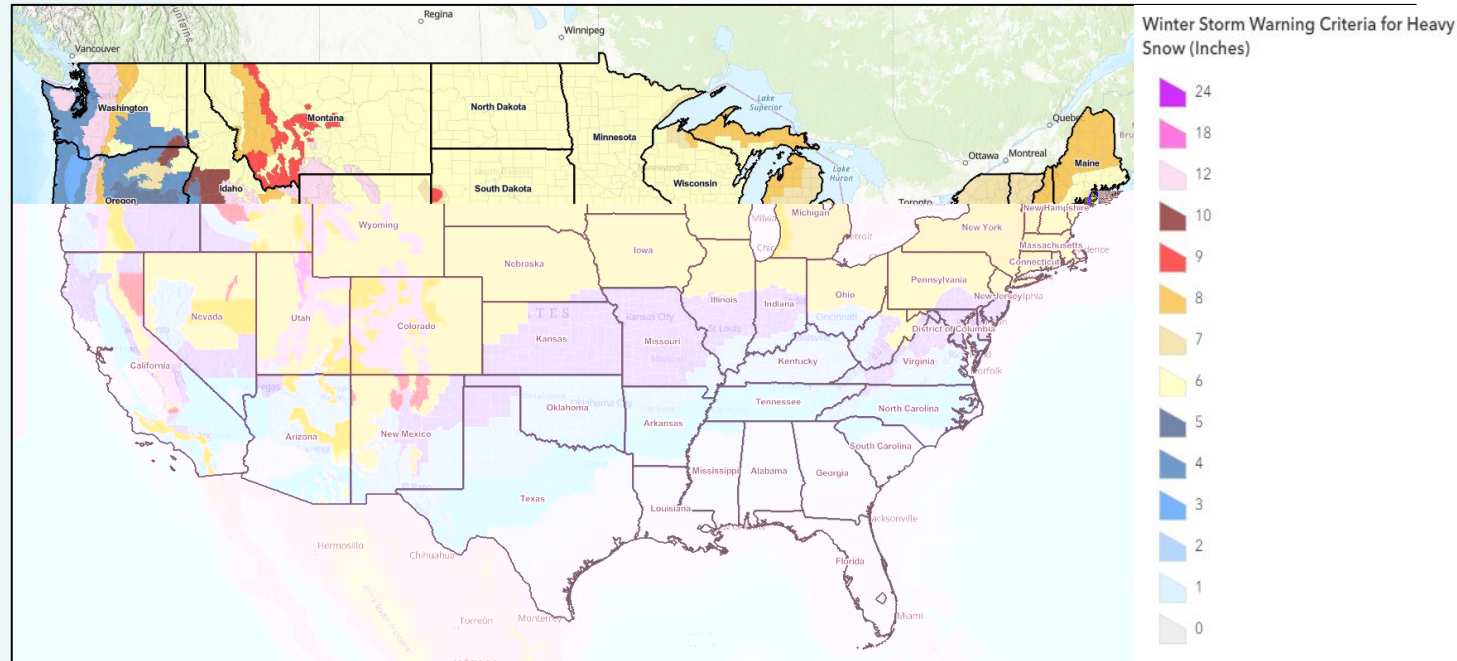 Winter Storm Warning Criteria for Heavy
Snow (Inches)
24
18
12
10
9
8
7
6
5
4
3
2
1
0
Regina
Winnipeg
Vancouver
Washington
Montana
North Dakota
Minnesota
Lake
Superior
Ottawa
Montreal
Maine
Lake
Huron
Wisconsin
South Dakota
Idaho
Oregon
Toronto
Wyoming
Michigan
New York
New Hampshire
Massachusetts
Connecticut
Iowa
Nebraska
Pennsylvania
Illinois
Indiana
Ohio
New Jersey
Nevada
Utah
Colorado
Kansas
Kansas City
Missouri
St Louis
Cincinnati
District of Columbia
Virginia
Kentucky
California
Oklahoma
Oklahoma City
Tennessee
North Carolina
Arkansas
Arizona
New Mexico
South Carolina
Mississippi
Alabama
Georgia
Texas
Louisiana
Jacksonville
Hermosillo
Chihuahua
Florida
Torreón
Monterrey
Miami